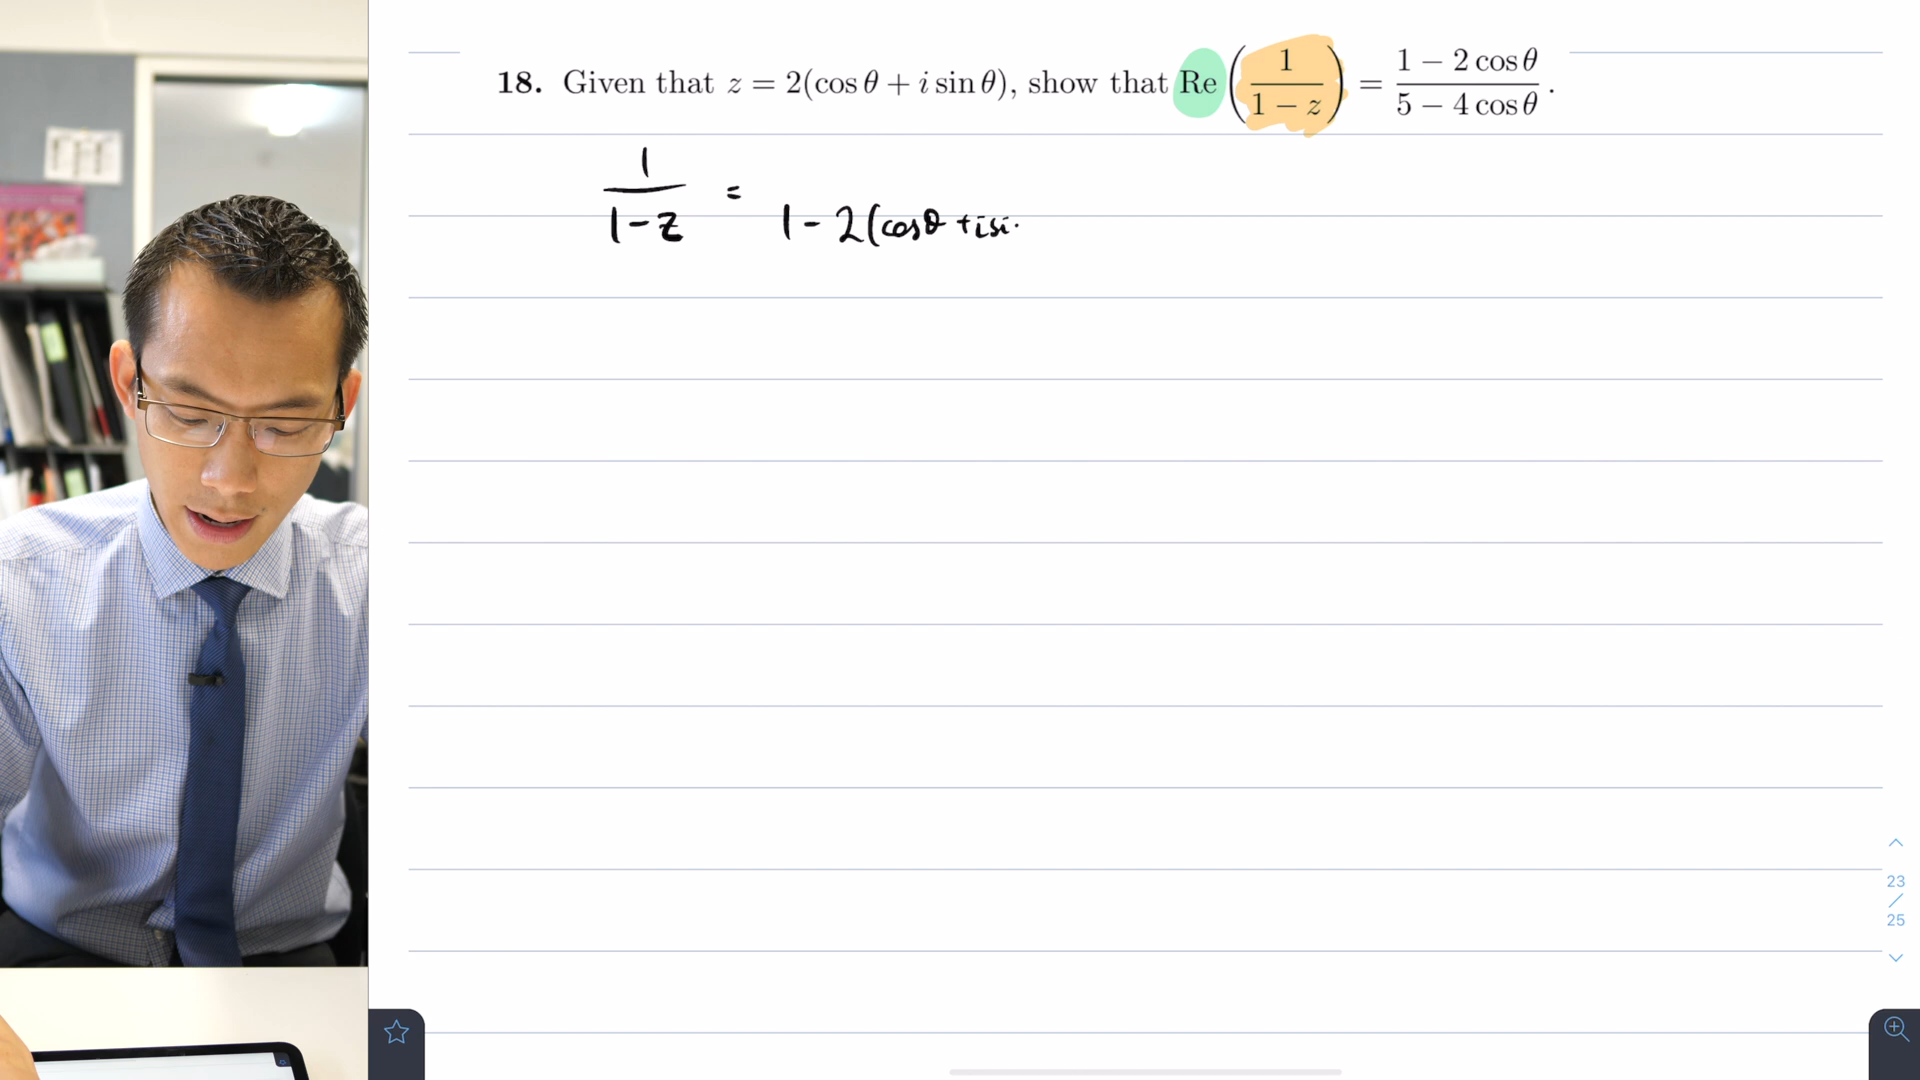 18. Given that z = 2(cos θ + i sin θ), show that Re(1/(1 − z)) = (1 − 2 cos θ)/(5 − 4 cos θ).
1/(1-z) = 1 - 2(cosθ + isi
23
/
25